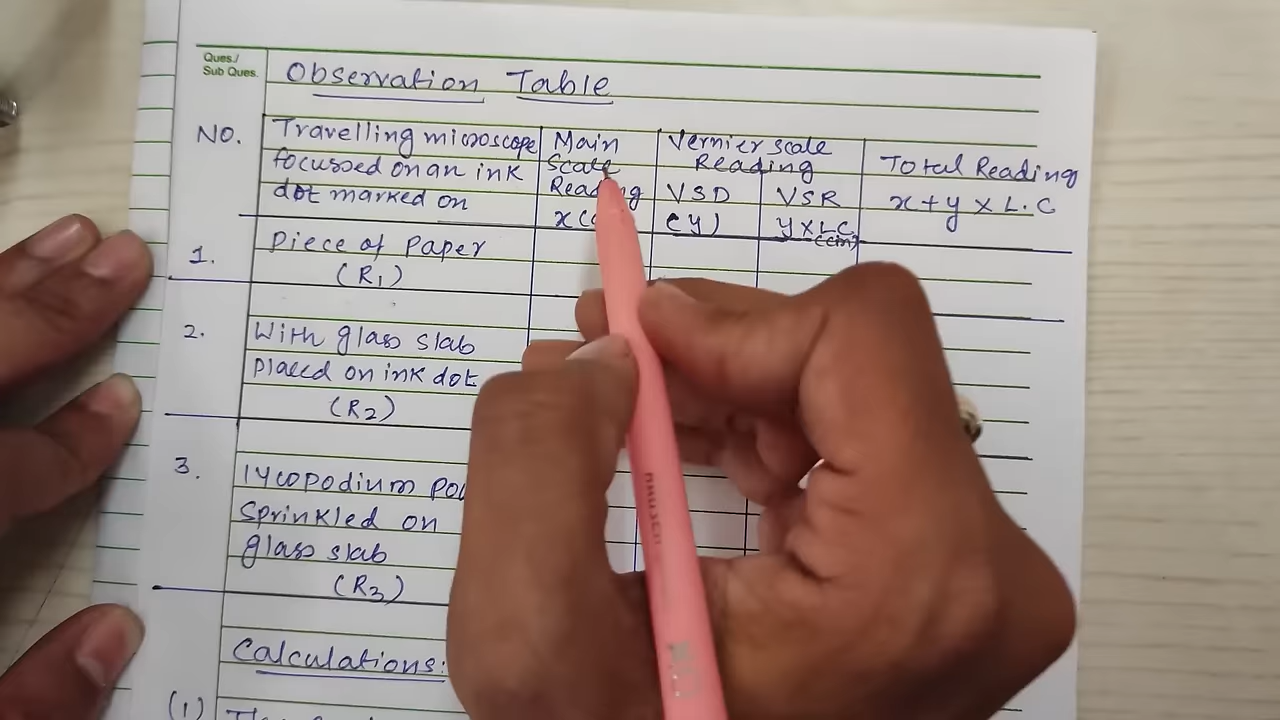 Ques./
Sub Ques.
Observation Table
NO.
Travelling microscope
focussed on an ink
dot marked on
Main
Scale
Reading
Vernier scale
Reading
VSD
(y)
VSR
y × L.C.
(cm)
Total Reading
x + y × L.C
1.
Piece of Paper
(R1)
2.
With glass slab
placed on ink dot
(R2)
3.
lycopodium
sprinkled on
glass slab
(R3)
Calculations:
(1)